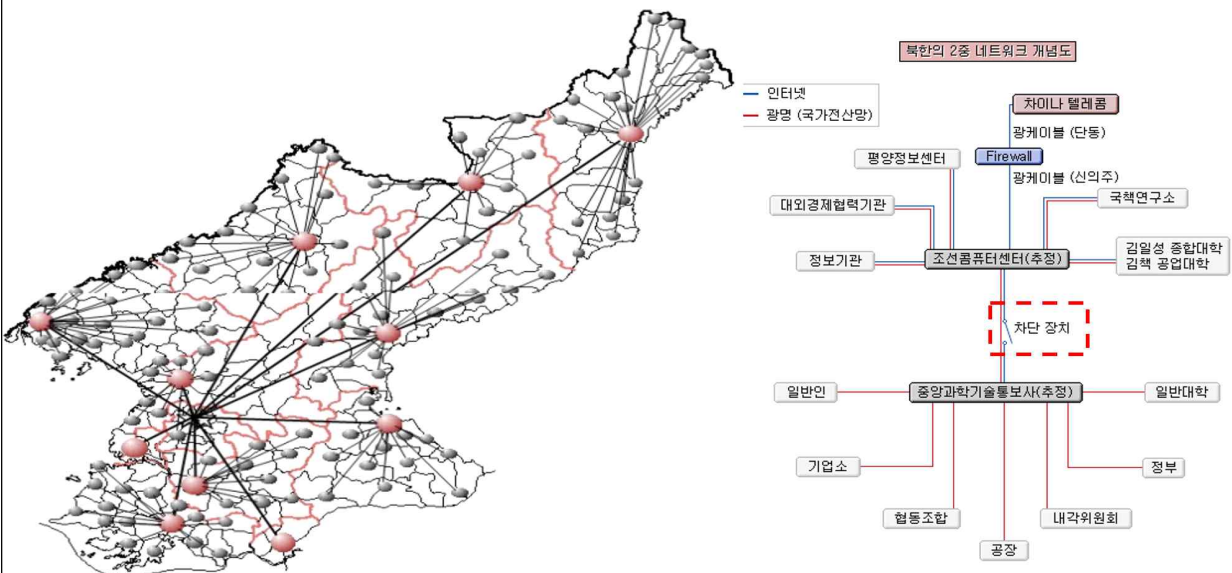 북한의 2중 네트워크 개념도
인터넷
광명 (국가전산망)
차이나 텔레콤
광케이블 (단동)
Firewall
광케이블 (신의주)
평양정보센터
국책연구소
대외경제협력기관
정보기관
조선콤퓨터센터(추정)
김일성 종합대학
김책 공업대학
차단 장치
일반인
중앙과학기술통보사(추정)
일반대학
기업소
정부
협동조합
내각위원회
공장